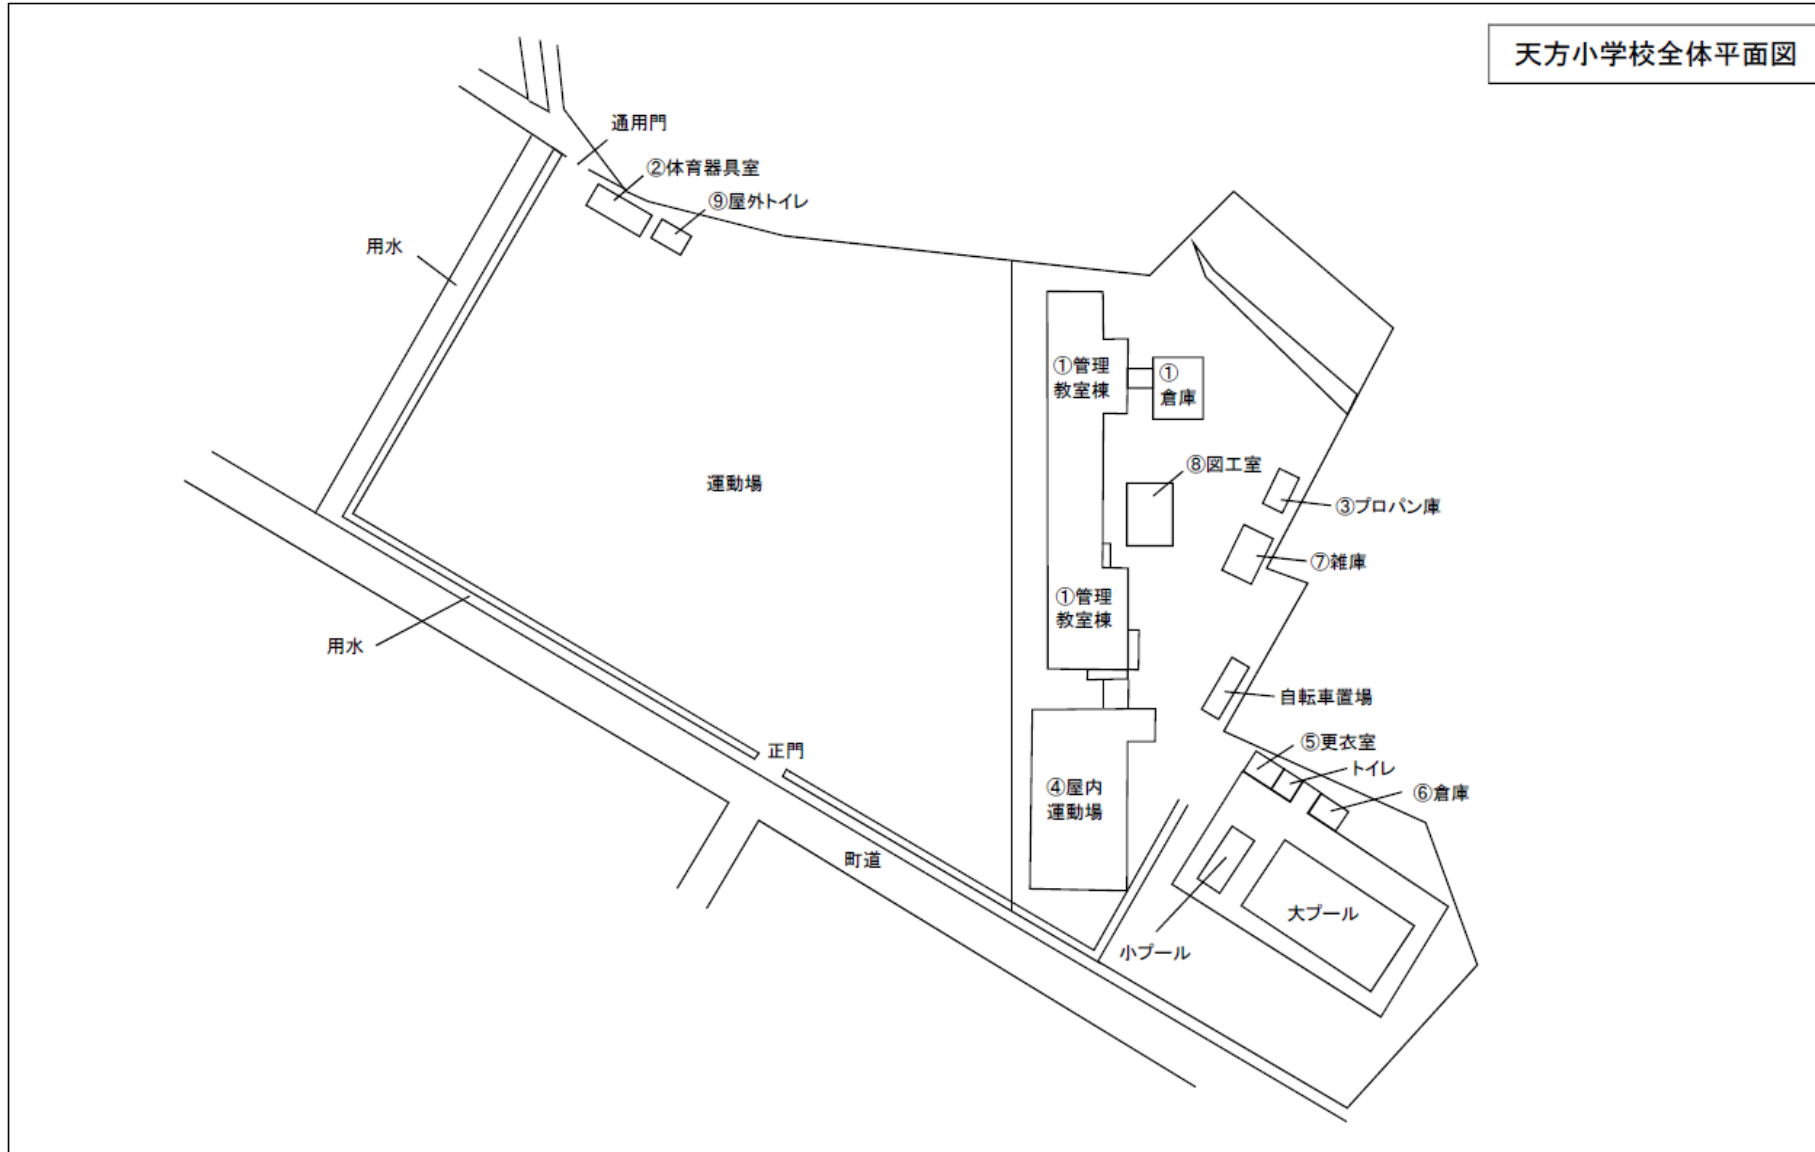 天方小学校全体平面図
通用門
②体育器具室
⑨屋外トイレ
用水
①管理
教室棟
①
倉庫
⑧図工室
運動場
③プロパン庫
⑦雑庫
①管理
教室棟
用水
自転車置場
⑤更衣室
正門
トイレ
④屋内
運動場
⑥倉庫
町道
大プール
小プール